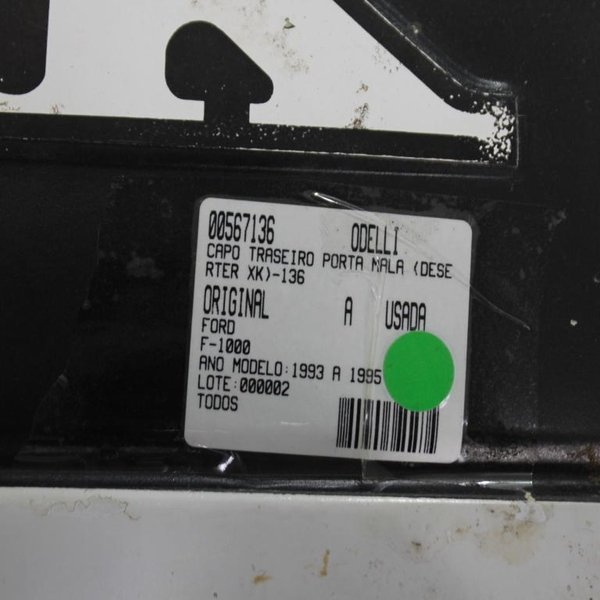 00567136 ODELLI
CAPO TRASEIRO PORTA MALA (DESE
RTER XK)-136
ORIGINAL A USADA
FORD
F-1000
ANO MODELO:1993 A 1995
LOTE:000002
TODOS